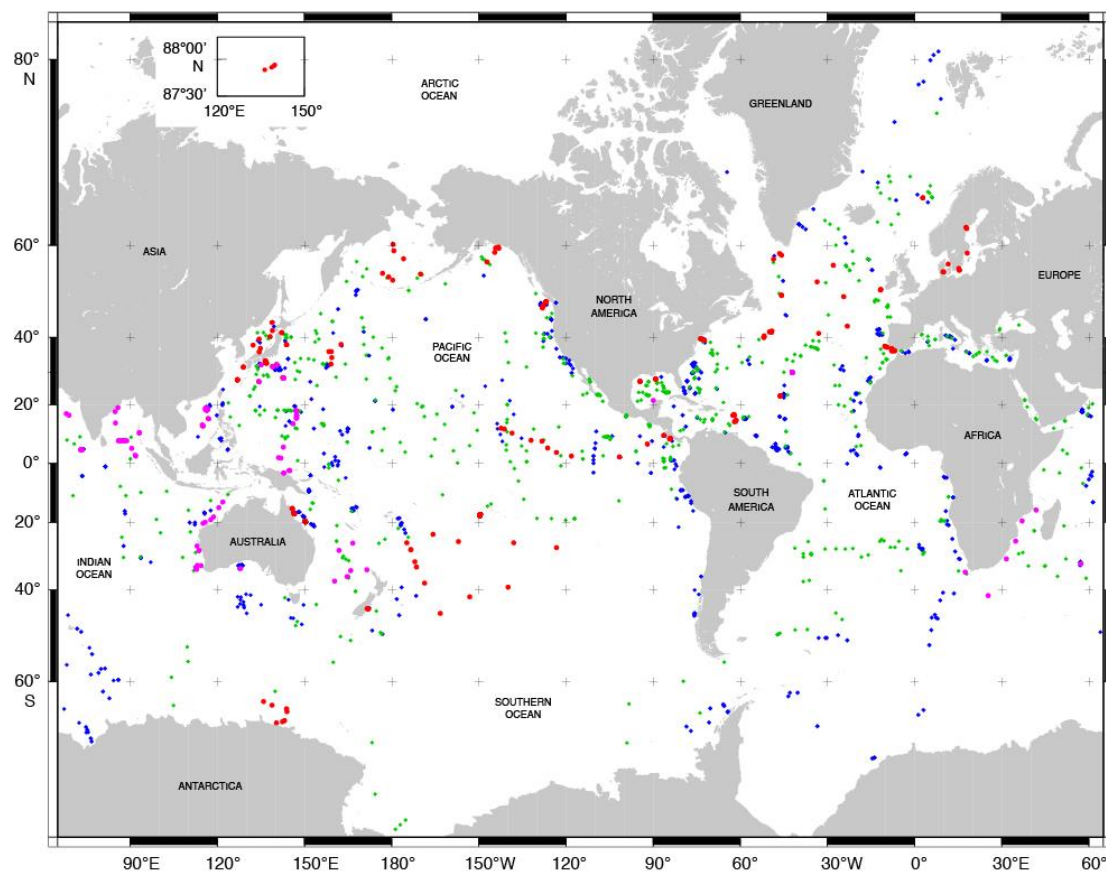 88°00'
N
87°30'
120°E
150°
80°
N
ARCTIC
OCEAN
GREENLAND
60°
ASIA
EUROPE
NORTH
AMERICA
40°
PACIFIC
OCEAN
20°
AFRICA
0°
SOUTH
AMERICA
ATLANTIC
OCEAN
20°
AUSTRALIA
INDIAN
OCEAN
40°
60°
S
SOUTHERN
OCEAN
ANTARCTICA
90°E
120°
150°E
180°
150°W
120°
90°
60°
30°W
0°
30°E
60°